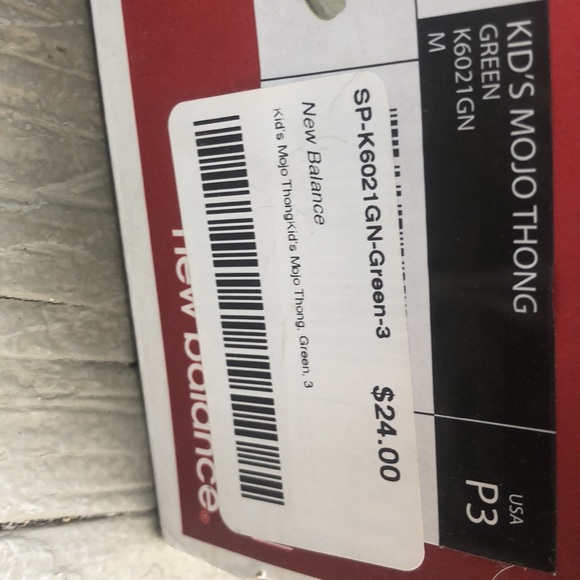 KID'S MOJO THONG
GREEN
K6021GN
M
USA
P3
SP-K6021GN-Green-3 $24.00
New Balance
Kid's Mojo ThongKid's Mojo Thong, Green, 3
new balance